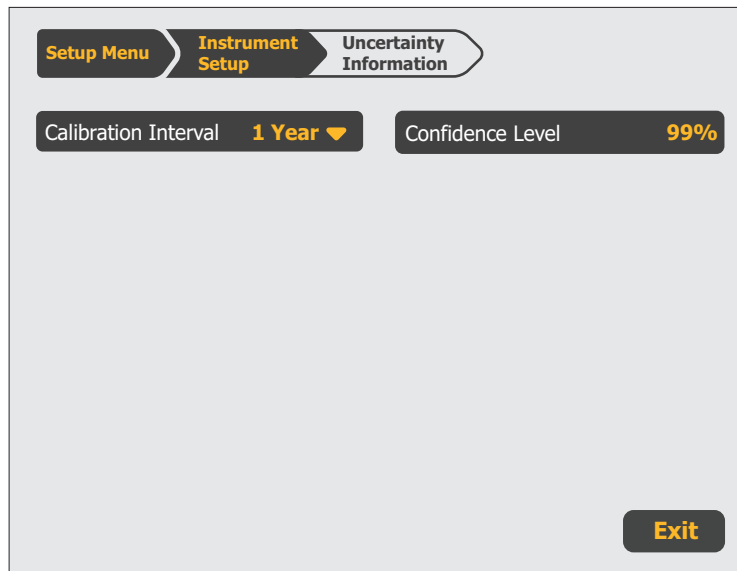 Setup Menu
Instrument
Setup
Uncertainty
Information
Calibration Interval 1 Year
Confidence Level 99%
Exit